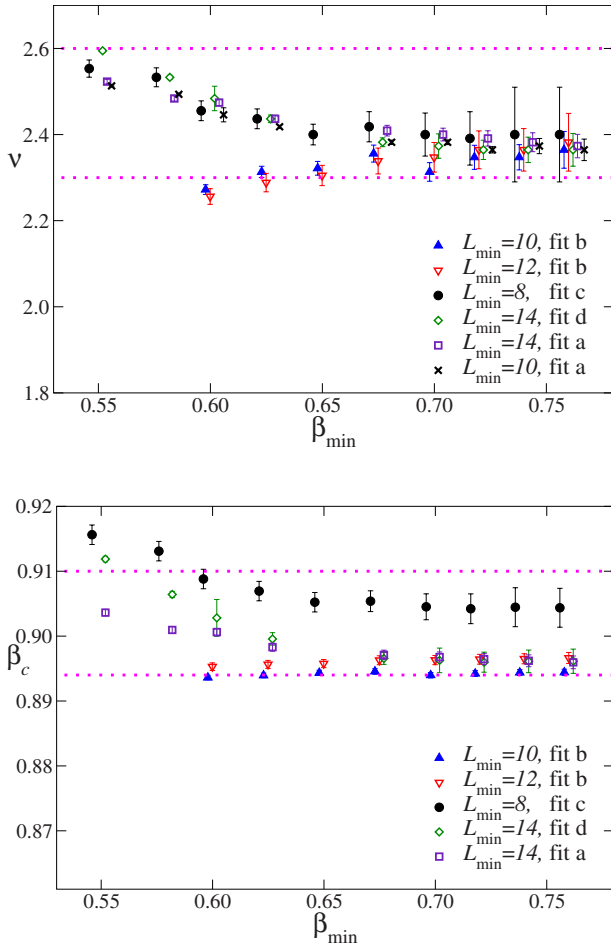 2.6
2.4
ν
2.2
2.0
1.8
0.55 0.60 0.65 0.70 0.75
β_min
L_min=10, fit b
L_min=12, fit b
L_min=8, fit c
L_min=14, fit d
L_min=14, fit a
L_min=10, fit a
0.92
0.91
0.90
β_c
0.89
0.88
0.87
0.55 0.60 0.65 0.70 0.75
β_min
L_min=10, fit b
L_min=12, fit b
L_min=8, fit c
L_min=14, fit d
L_min=14, fit a